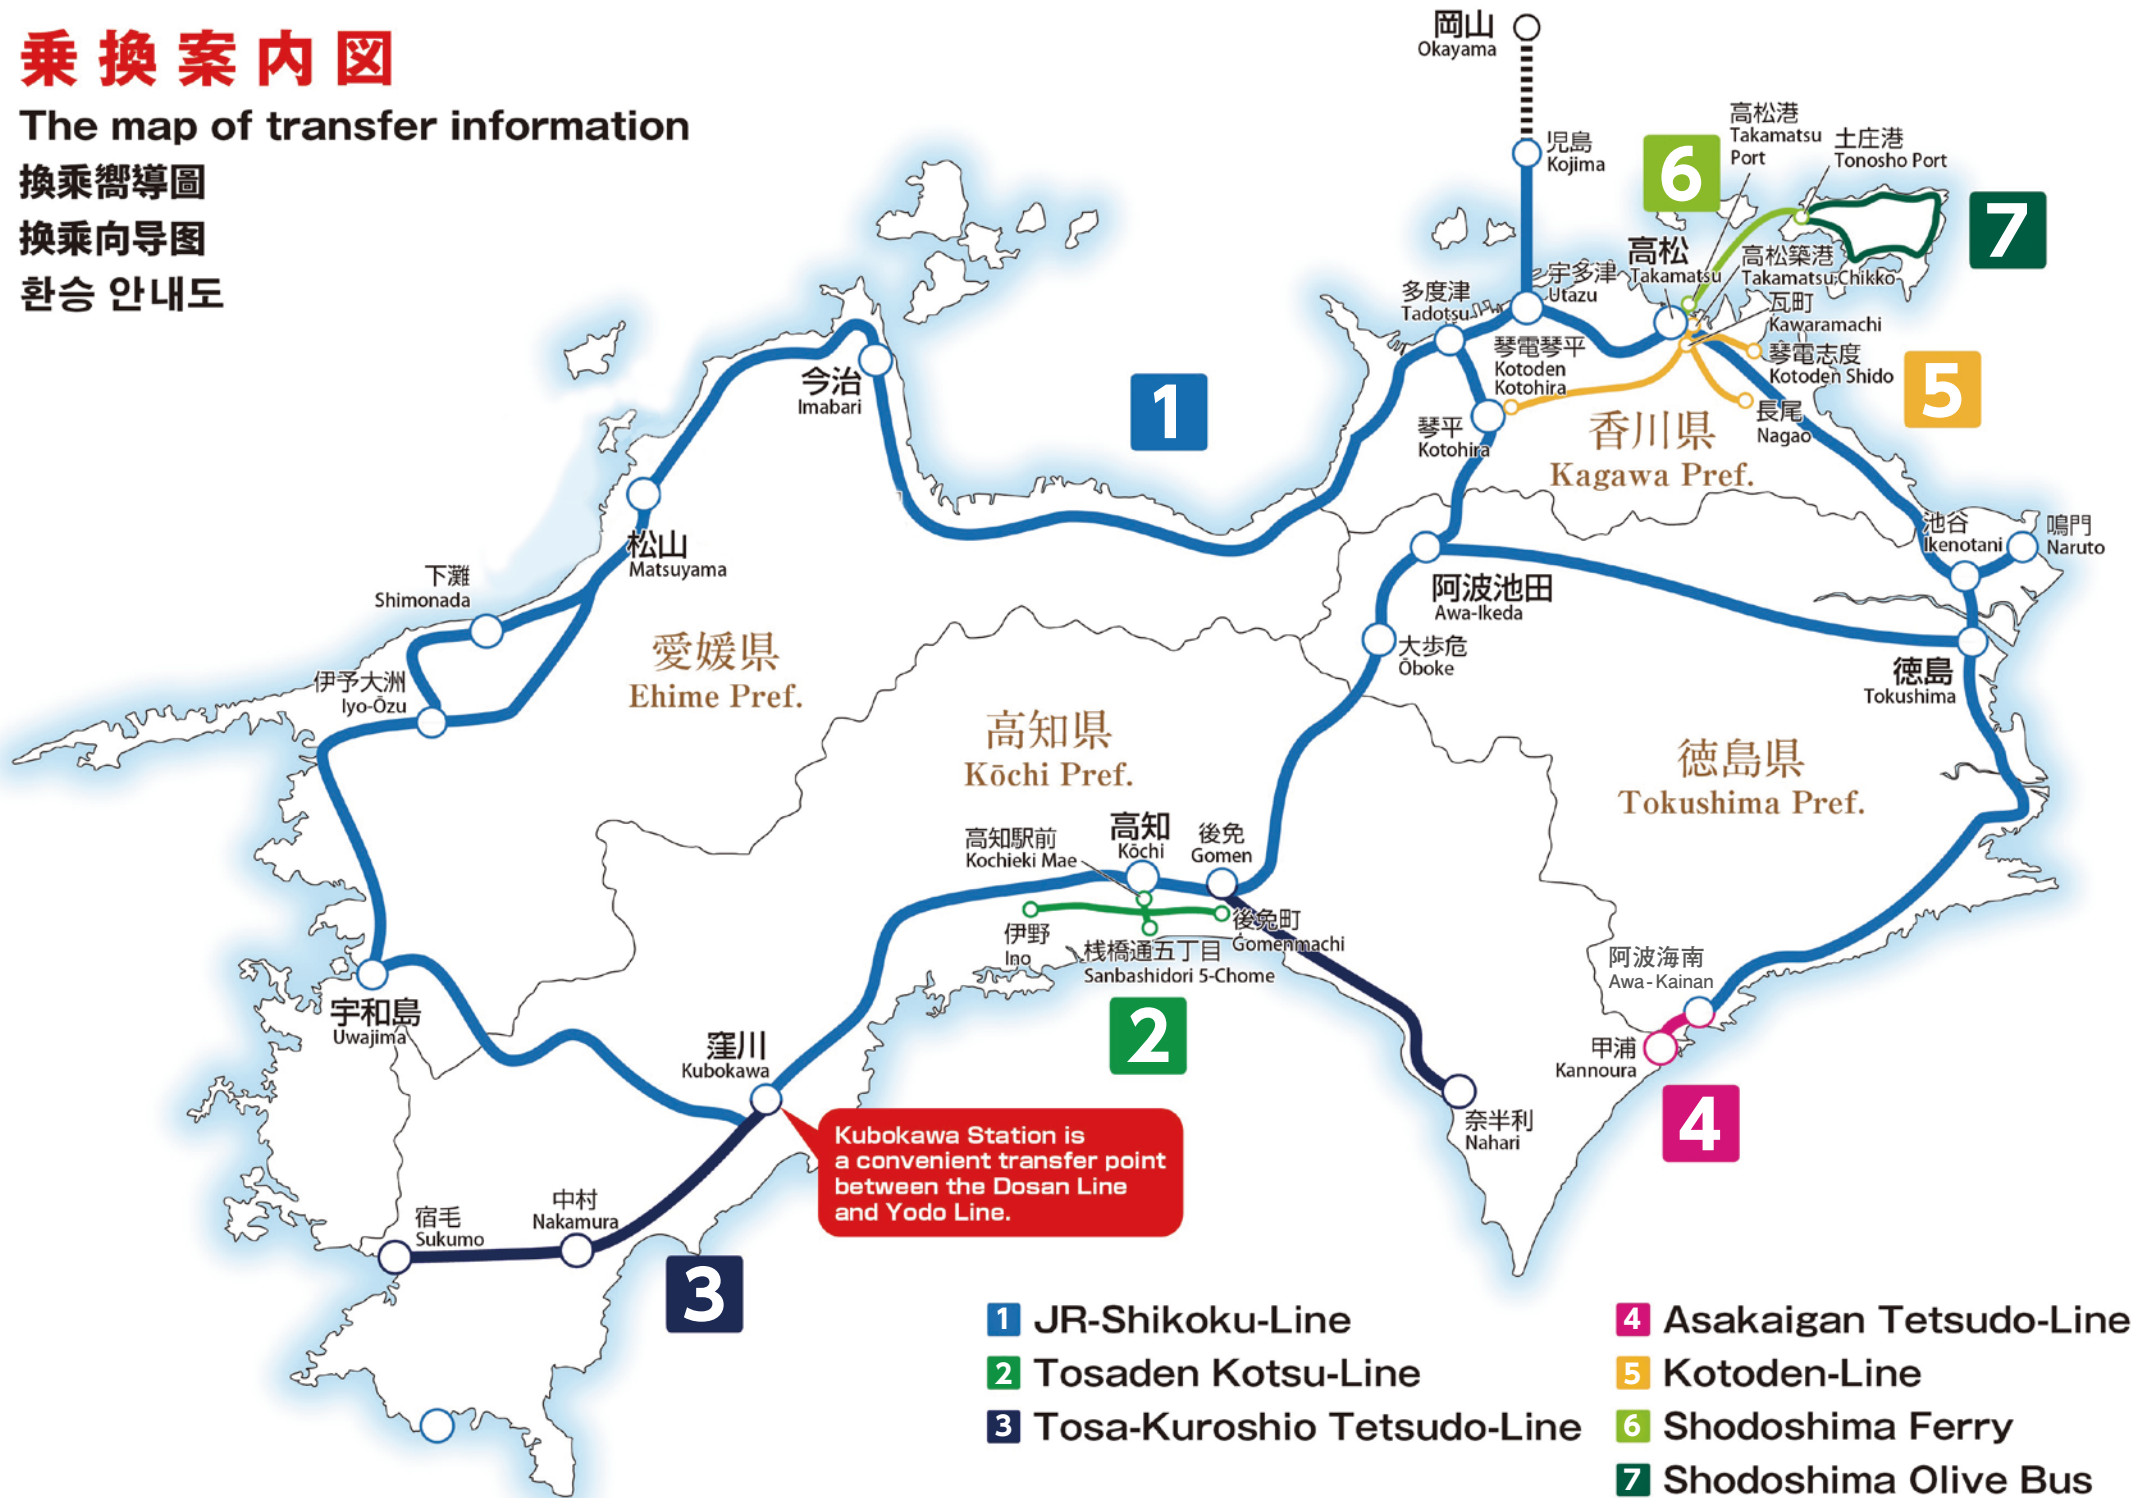 乗換案内図
The map of transfer information
換乘嚮導圖
换乘向导图
환승 안내도
岡山
Okayama
児島
Kojima
高松港
Takamatsu
Port
土庄港
Tonosho Port
6
7
高松
Takamatsu
高松築港
Takamatsu Chikko
宇多津
Utazu
多度津
Tadotsu
瓦町
Kawaramachi
琴電志度
Kotoden Shido
琴電琴平
Kotoden
Kotohira
5
今治
Imabari
1
琴平
Kotohira
長尾
Nagao
香川県
Kagawa Pref.
松山
Matsuyama
池谷
Ikenotani
鳴門
Naruto
下灘
Shimonada
阿波池田
Awa-Ikeda
大歩危
Ōboke
愛媛県
Ehime Pref.
伊予大洲
Iyo-Ōzu
徳島
Tokushima
高知県
Kōchi Pref.
徳島県
Tokushima Pref.
高知駅前
Kochieki Mae
高知
Kōchi
後免
Gomen
伊野
Ino
桟橋通五丁目
Sanbashidori 5-Chome
後免町
Gomenmachi
2
阿波海南
Awa-Kainan
宇和島
Uwajima
窪川
Kubokawa
甲浦
Kannoura
4
奈半利
Nahari
Kubokawa Station is
a convenient transfer point
between the Dosan Line
and Yodo Line.
宿毛
Sukumo
中村
Nakamura
3
1 JR-Shikoku-Line
2 Tosaden Kotsu-Line
3 Tosa-Kuroshio Tetsudo-Line
4 Asakaigan Tetsudo-Line
5 Kotoden-Line
6 Shodoshima Ferry
7 Shodoshima Olive Bus